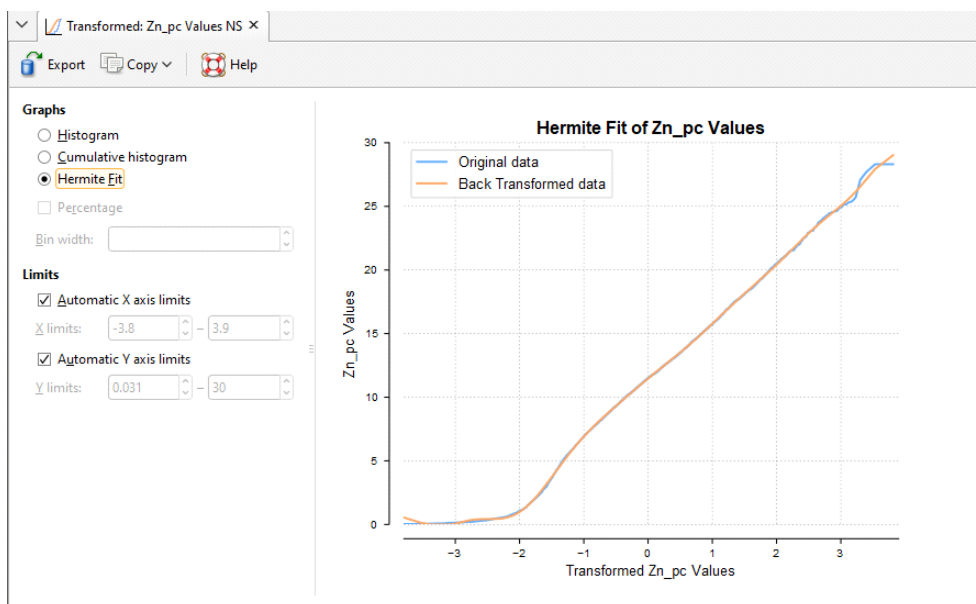 Transformed: Zn_pc Values NS ×
Export Copy Help
Graphs
Histogram
Cumulative histogram
Hermite Fit
Percentage
Bin width:
Limits
Automatic X axis limits
X limits: -3.8 – 3.9
Automatic Y axis limits
Y limits: 0.031 – 30
Hermite Fit of Zn_pc Values
Original data
Back Transformed data
Zn_pc Values
30
25
20
15
10
5
0
−3 −2 −1 0 1 2 3
Transformed Zn_pc Values